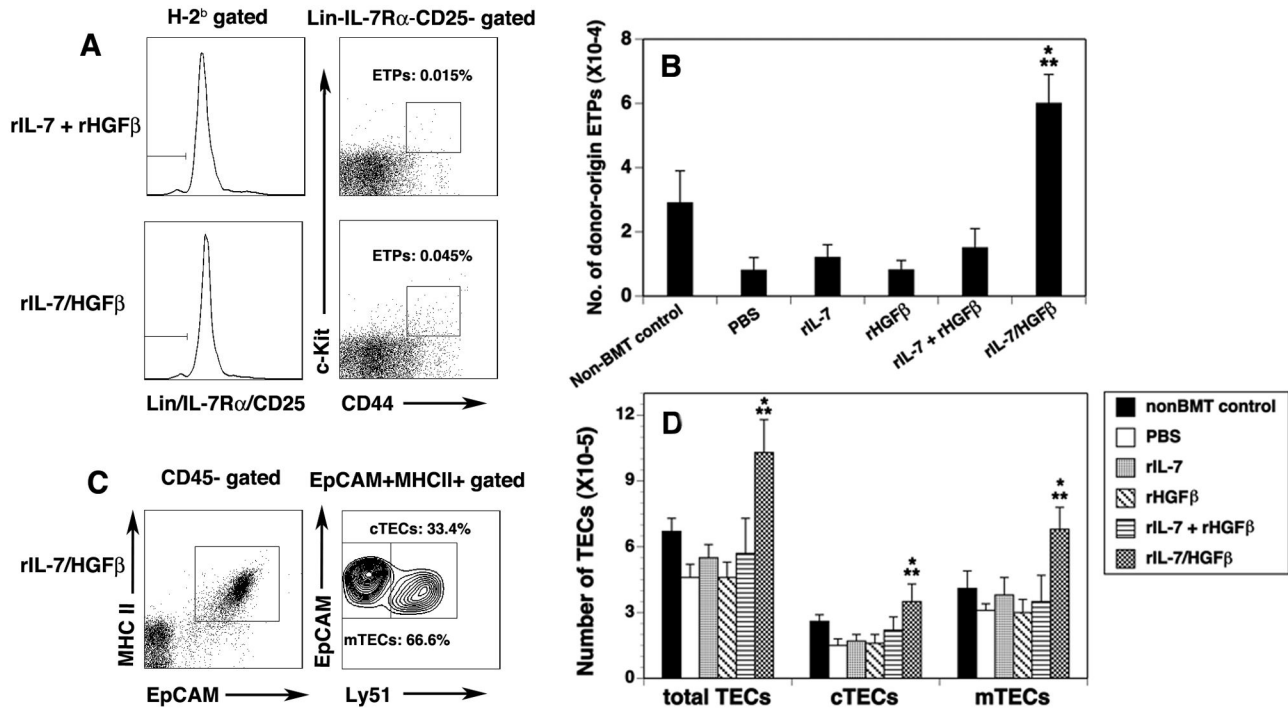 A
H-2ᵇ gated
Lin-IL-7Rα-CD25- gated
rIL-7 + rHGFβ
ETPs: 0.015%
rIL-7/HGFβ
ETPs: 0.045%
c-Kit
Lin/IL-7Rα/CD25
CD44
B
No. of donor-origin ETPs (X10-4)
8
6
4
2
0
*
**
Non-BMT control
PBS
rIL-7
rHGFβ
rIL-7 + rHGFβ
rIL-7/HGFβ
C
CD45- gated
EpCAM+MHCII+ gated
rIL-7/HGFβ
MHC II
EpCAM
EpCAM
cTECs: 33.4%
mTECs: 66.6%
Ly51
D
Number of TECs (X10-5)
12
9
6
3
0
*
**
*
**
*
**
total TECs
cTECs
mTECs
nonBMT control
PBS
rIL-7
rHGFβ
rIL-7 + rHGFβ
rIL-7/HGFβ